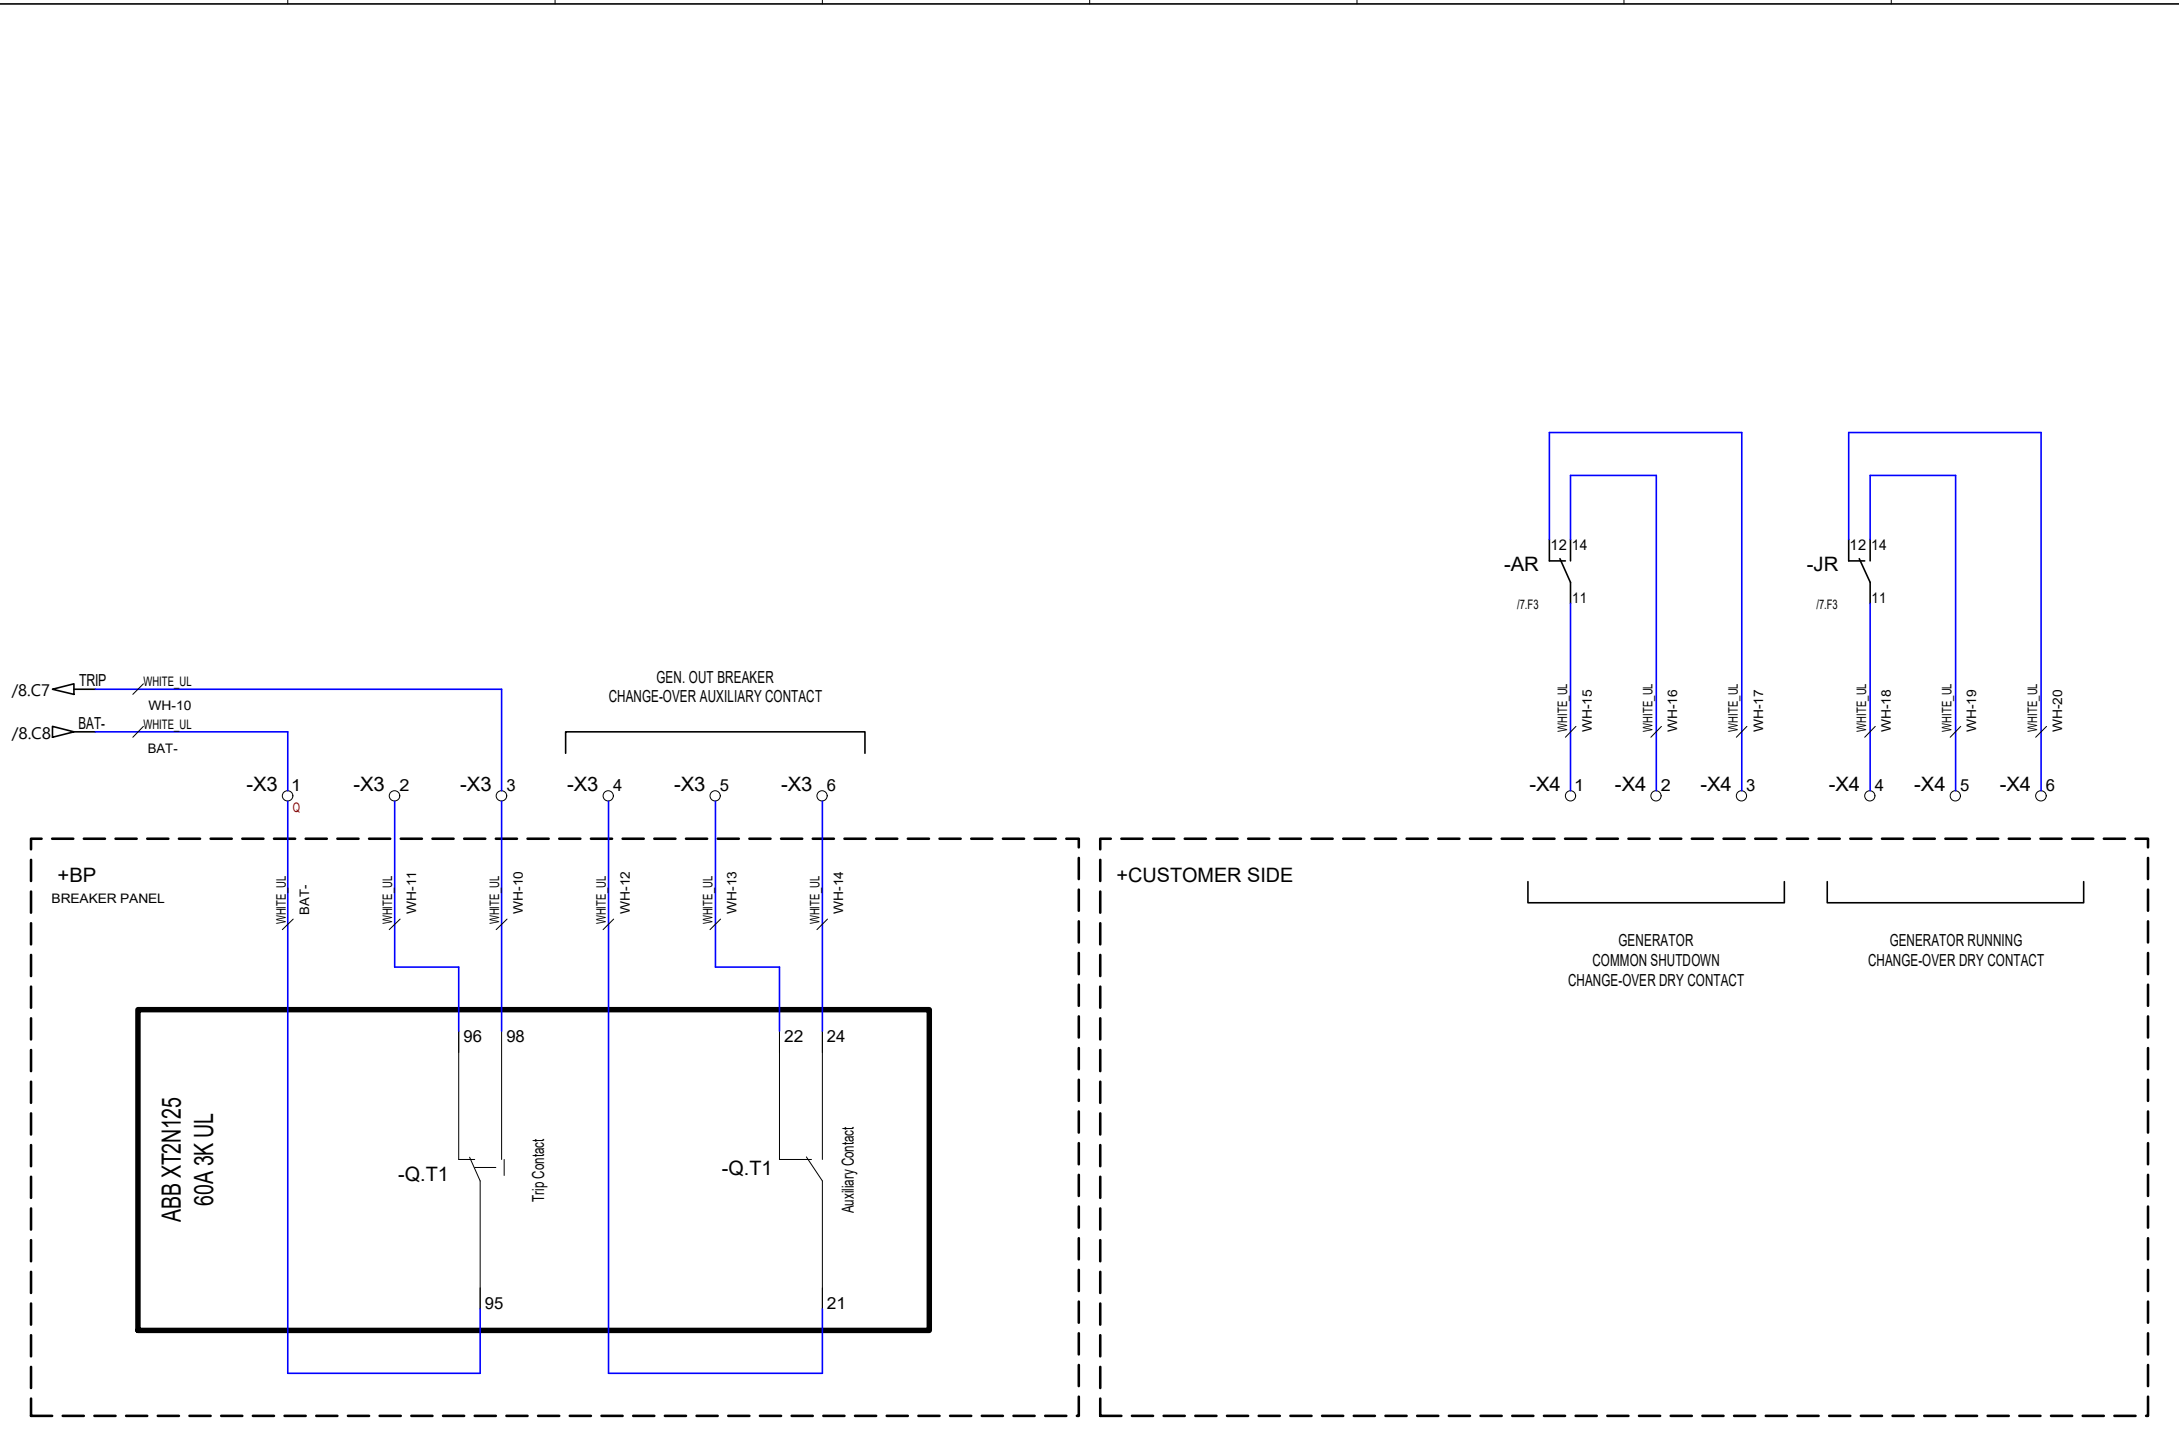 12 14
12 14
-AR
-JR
11
11
/7.F3
/7.F3
TRIP
WHITE_UL
/8.C7
WH-10
BAT-
WHITE_UL
/8.C8
BAT-
GEN. OUT BREAKER
CHANGE-OVER AUXILIARY CONTACT
WHITE_UL
WH-15
WHITE_UL
WH-16
WHITE_UL
WH-17
WHITE_UL
WH-18
WHITE_UL
WH-19
WHITE_UL
WH-20
-X3 1
Q
-X3 2
-X3 3
-X3 4
-X3 5
-X3 6
-X4 1
-X4 2
-X4 3
-X4 4
-X4 5
-X4 6
+BP
BREAKER PANEL
WHITE_UL
BAT-
WHITE_UL
WH-11
WHITE_UL
WH-10
WHITE_UL
WH-12
WHITE_UL
WH-13
WHITE_UL
WH-14
+CUSTOMER SIDE
GENERATOR
COMMON SHUTDOWN
CHANGE-OVER DRY CONTACT
GENERATOR RUNNING
CHANGE-OVER DRY CONTACT
96 98
22 24
ABB XT2N125
60A 3K UL
-Q.T1
Trip Contact
-Q.T1
Auxiliary Contact
95
21